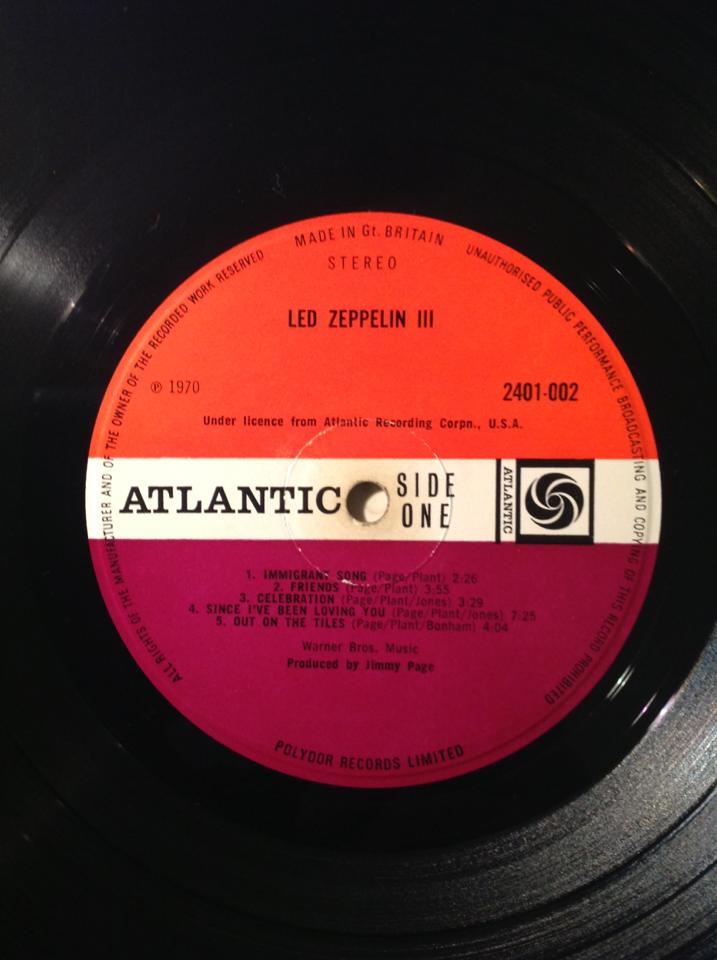 MADE IN Gt. BRITAIN
STEREO
LED ZEPPELIN III
℗ 1970
2401-002
Under licence from Atlantic Recording Corpn., U.S.A.
ATLANTIC
SIDE
ONE
ATLANTIC
1. IMMIGRANT SONG (Page/Plant) 2:26
2. FRIENDS (Page/Plant) 3:55
3. CELEBRATION (Page/Plant/Jones) 3:29
4. SINCE I'VE BEEN LOVING YOU (Page/Plant/Jones) 7:25
5. OUT ON THE TILES (Page/Plant/Bonham) 4:04
Warner Bros. Music
Produced by Jimmy Page
POLYDOR RECORDS LIMITED
ALL RIGHTS OF THE MANUFACTURER AND OF THE OWNER OF THE RECORDED WORK RESERVED
UNAUTHORISED PUBLIC PERFORMANCE BROADCASTING AND COPYING OF THIS RECORD PROHIBITED